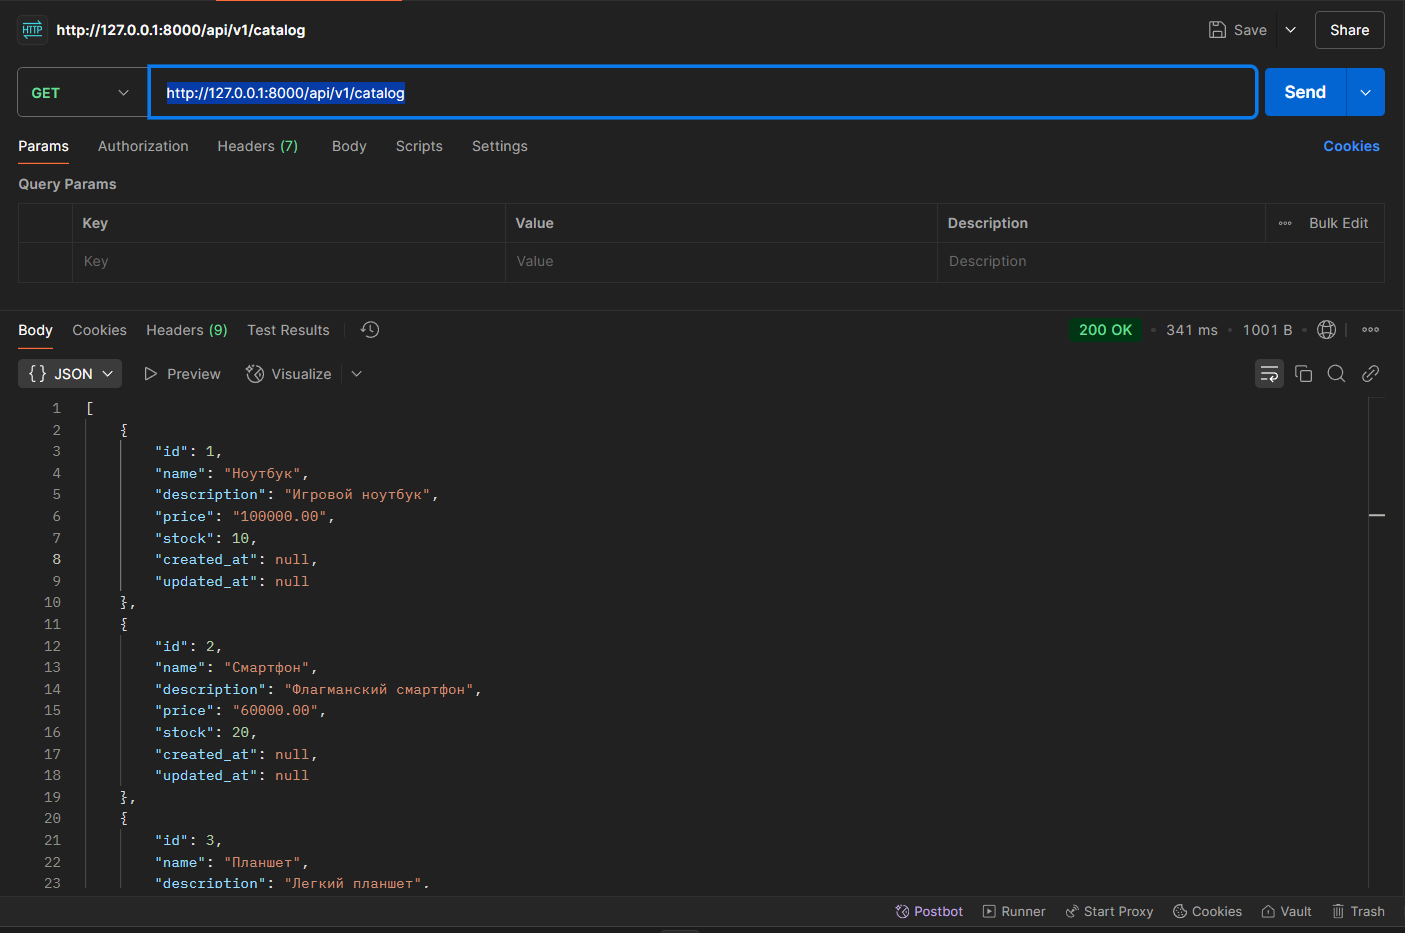 HTTP http://127.0.0.1:8000/api/v1/catalog Save Share
GET http://127.0.0.1:8000/api/v1/catalog Send
Params Authorization Headers (7) Body Scripts Settings Cookies
Query Params
Key Value Description Bulk Edit
Key Value Description
Body Cookies Headers (9) Test Results 200 OK 341 ms 1001 B
{} JSON Preview Visualize
1 [
2 {
3 "id": 1,
4 "name": "Ноутбук",
5 "description": "Игровой ноутбук",
6 "price": "100000.00",
7 "stock": 10,
8 "created_at": null,
9 "updated_at": null
10 },
11 {
12 "id": 2,
13 "name": "Смартфон",
14 "description": "Флагманский смартфон",
15 "price": "60000.00",
16 "stock": 20,
17 "created_at": null,
18 "updated_at": null
19 },
20 {
21 "id": 3,
22 "name": "Планшет",
23 "description": "Легкий планшет",
Postbot Runner Start Proxy Cookies Vault Trash